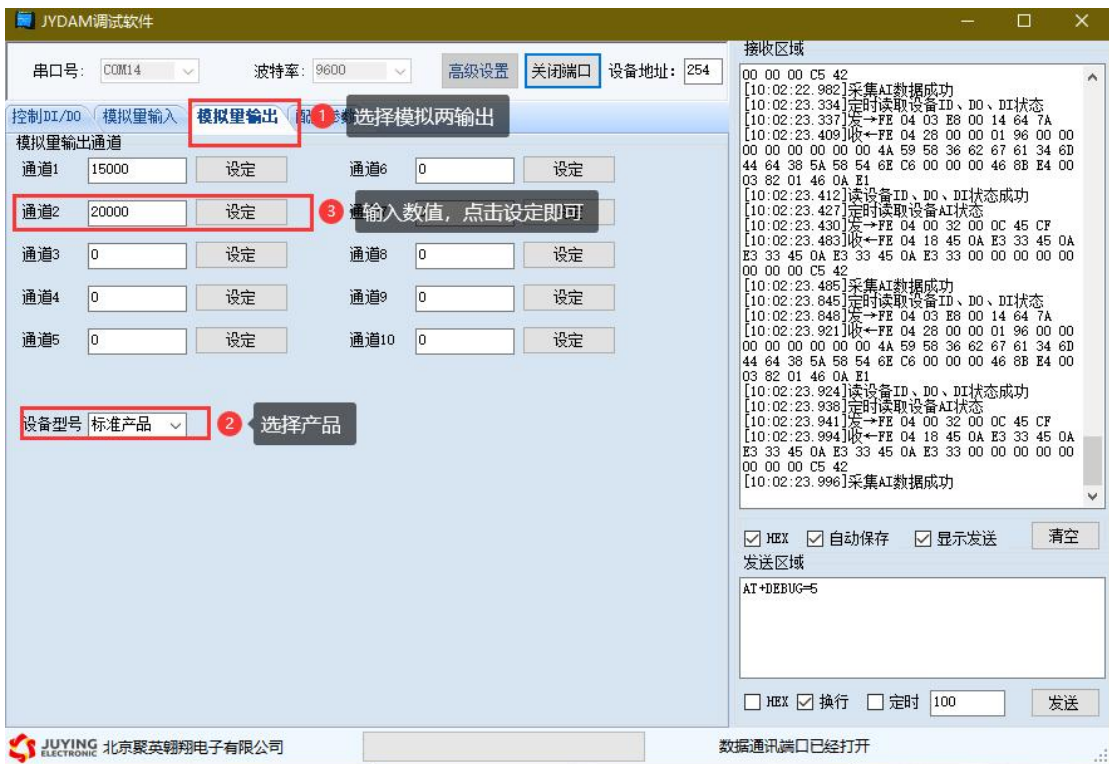 JYDAM调试软件
串口号: COM14 波特率: 9600 高级设置 关闭端口 设备地址: 254
控制DI/DO 模拟里输入 模拟里输出
1 选择模拟两输出
模拟里输出通道
通道1 15000 设定 通道6 0 设定
通道2 20000 设定
3 输入数值，点击设定即可
通道3 0 设定 通道8 0 设定
通道4 0 设定 通道9 0 设定
通道5 0 设定 通道10 0 设定
设备型号 标准产品
2 选择产品
接收区域
00 00 00 C5 42
[10:02:22.982]采集AI数据成功
[10:02:23.334]定时读取设备ID、DO、DI状态
[10:02:23.337]发→FE 04 03 E8 00 14 64 7A
[10:02:23.409]收←FE 04 28 00 00 01 96 00 00
00 00 00 00 00 00 4A 59 58 36 62 67 61 34 6D
44 64 38 5A 58 54 6E C6 00 00 00 46 8B E4 00
03 82 01 46 0A E1
[10:02:23.412]读设备ID、DO、DI状态成功
[10:02:23.427]定时读取设备AI状态
[10:02:23.430]发→FE 04 00 32 00 0C 45 CF
[10:02:23.483]收←FE 04 18 45 0A E3 33 45 0A
E3 33 45 0A E3 33 45 0A E3 33 00 00 00 00 00
00 00 00 C5 42
[10:02:23.485]采集AI数据成功
[10:02:23.845]定时读取设备ID、DO、DI状态
[10:02:23.848]发→FE 04 03 E8 00 14 64 7A
[10:02:23.921]收←FE 04 28 00 00 01 96 00 00
00 00 00 00 00 00 4A 59 58 36 62 67 61 34 6D
44 64 38 5A 58 54 6E C6 00 00 00 46 8B E4 00
03 82 01 46 0A E1
[10:02:23.924]读设备ID、DO、DI状态成功
[10:02:23.938]定时读取设备AI状态
[10:02:23.941]发→FE 04 00 32 00 0C 45 CF
[10:02:23.994]收←FE 04 18 45 0A E3 33 45 0A
E3 33 45 0A E3 33 45 0A E3 33 00 00 00 00 00
00 00 00 C5 42
[10:02:23.996]采集AI数据成功
HEX 自动保存 显示发送 清空
发送区域
AT+DEBUG=5
HEX 换行 定时 100 发送
JUYING ELECTRONIC 北京聚英翱翔电子有限公司 数据通讯端口已经打开